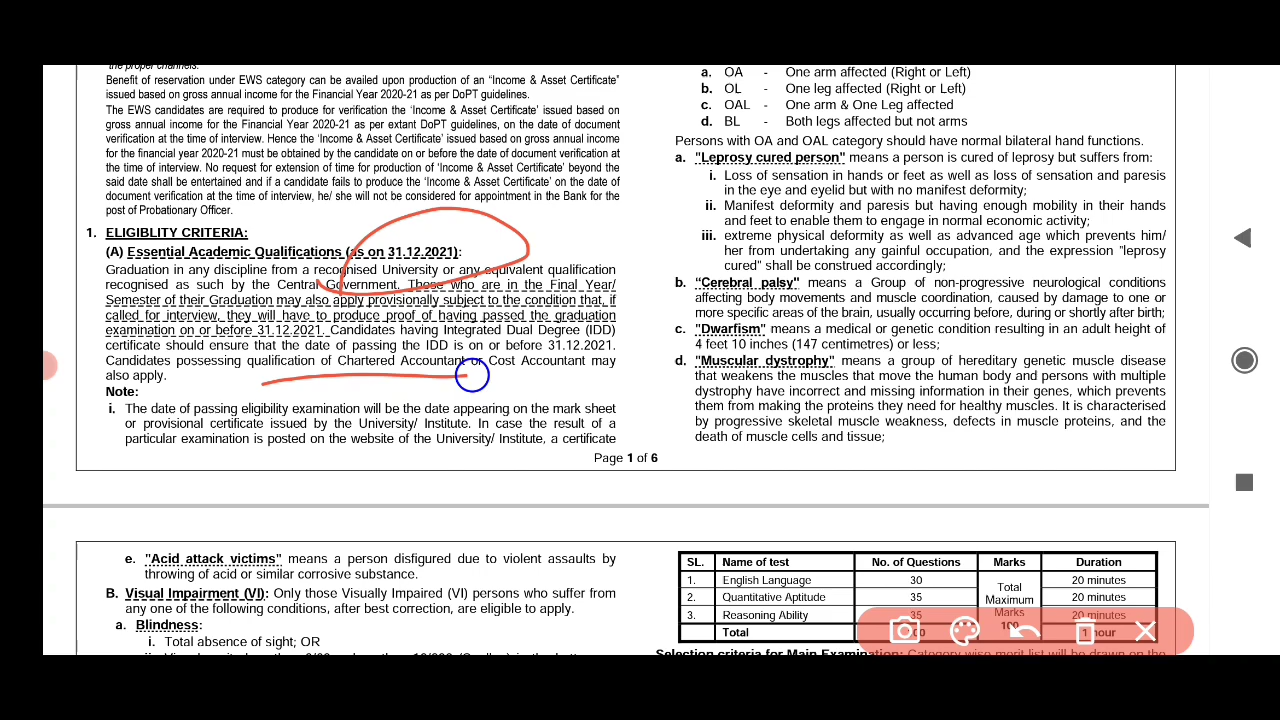 the proper channels.
Benefit of reservation under EWS category can be availed upon production of an “Income & Asset Certificate”
issued based on gross annual income for the Financial Year 2020-21 as per DoPT guidelines.
The EWS candidates are required to produce for verification the ‘Income & Asset Certificate’ issued based on
gross annual income for the Financial Year 2020-21 as per extant DoPT guidelines, on the date of document
verification at the time of interview. Hence the ‘Income & Asset Certificate’ issued based on gross annual income
for the financial year 2020-21 must be obtained by the candidate on or before the date of document verification at
the time of interview. No request for extension of time for production of ‘Income & Asset Certificate’ beyond the
said date shall be entertained and if a candidate fails to produce the ‘Income & Asset Certificate’ on the date of
document verification at the time of interview, he/ she will not be considered for appointment in the Bank for the
post of Probationary Officer.
1. ELIGIBLITY CRITERIA:
(A) Essential Academic Qualifications (as on 31.12.2021):
Graduation in any discipline from a recognised University or any equivalent qualification
recognised as such by the Central Government. Those who are in the Final Year/
Semester of their Graduation may also apply provisionally subject to the condition that, if
called for interview, they will have to produce proof of having passed the graduation
examination on or before 31.12.2021. Candidates having Integrated Dual Degree (IDD)
certificate should ensure that the date of passing the IDD is on or before 31.12.2021.
Candidates possessing qualification of Chartered Accountant or Cost Accountant may
also apply.
Note:
i. The date of passing eligibility examination will be the date appearing on the mark sheet
or provisional certificate issued by the University/ Institute. In case the result of a
particular examination is posted on the website of the University/ Institute, a certificate
a. OA - One arm affected (Right or Left)
b. OL - One leg affected (Right or Left)
c. OAL - One arm & One Leg affected
d. BL - Both legs affected but not arms
Persons with OA and OAL category should have normal bilateral hand functions.
a. "Leprosy cured person" means a person is cured of leprosy but suffers from:
i. Loss of sensation in hands or feet as well as loss of sensation and paresis
in the eye and eyelid but with no manifest deformity;
ii. Manifest deformity and paresis but having enough mobility in their hands
and feet to enable them to engage in normal economic activity;
iii. extreme physical deformity as well as advanced age which prevents him/
her from undertaking any gainful occupation, and the expression "leprosy
cured" shall be construed accordingly;
b. "Cerebral palsy" means a Group of non-progressive neurological conditions
affecting body movements and muscle coordination, caused by damage to one or
more specific areas of the brain, usually occurring before, during or shortly after birth;
c. "Dwarfism" means a medical or genetic condition resulting in an adult height of
4 feet 10 inches (147 centimetres) or less;
d. "Muscular dystrophy" means a group of hereditary genetic muscle disease
that weakens the muscles that move the human body and persons with multiple
dystrophy have incorrect and missing information in their genes, which prevents
them from making the proteins they need for healthy muscles. It is characterised
by progressive skeletal muscle weakness, defects in muscle proteins, and the
death of muscle cells and tissue;
Page 1 of 6
e. "Acid attack victims" means a person disfigured due to violent assaults by
throwing of acid or similar corrosive substance.
B. Visual Impairment (VI): Only those Visually Impaired (VI) persons who suffer from
any one of the following conditions, after best correction, are eligible to apply.
a. Blindness:
i. Total absence of sight; OR
SL. Name of test No. of Questions Marks Duration
1. English Language 30 Total Maximum Marks 100 20 minutes
2. Quantitative Aptitude 35 20 minutes
3. Reasoning Ability 35 20 minutes
Total 100 1 hour
Selection criteria for Main Examination: Category wise merit list will be drawn on the